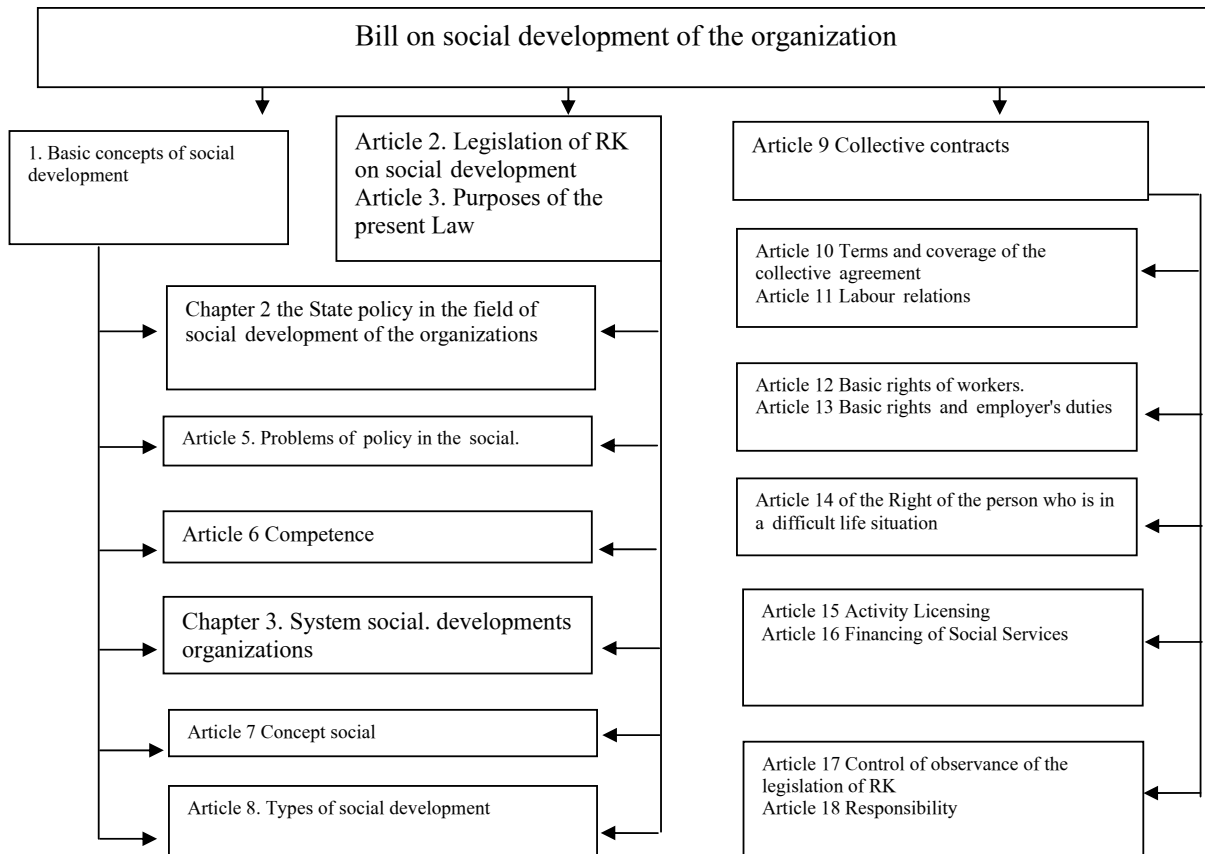 Bill on social development of the organization
1. Basic concepts of social
development
Article 2. Legislation of RK
on social development
Article 3. Purposes of the
present Law
Chapter 2 the State policy in the field of
social development of the organizations
Article 5. Problems of policy in the social.
Article 6 Competence
Chapter 3. System social. developments
organizations
Article 7 Concept social
Article 8. Types of social development
Article 9 Collective contracts
Article 10 Terms and coverage of the
collective agreement
Article 11 Labour relations
Article 12 Basic rights of workers.
Article 13 Basic rights and employer's duties
Article 14 of the Right of the person who is in
a difficult life situation
Article 15 Activity Licensing
Article 16 Financing of Social Services
Article 17 Control of observance of the
legislation of RK
Article 18 Responsibility